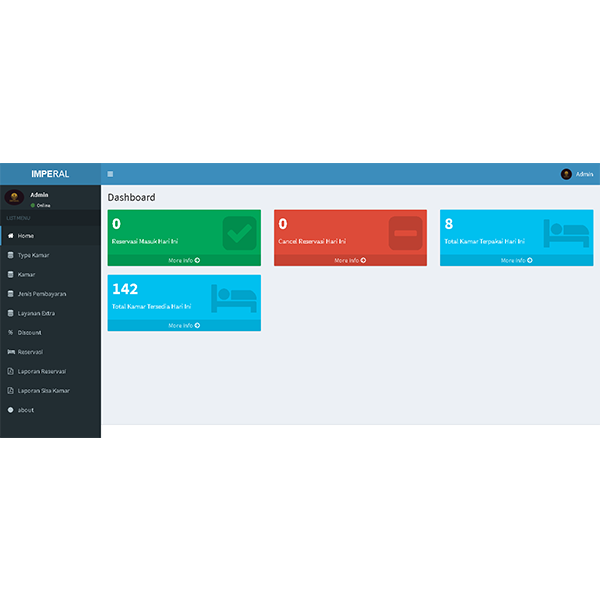 IMPERAL
Admin
Admin
Online
LIST MENU
Home
Type Kamar
Kamar
Jenis Pembayaran
Layanan Extra
Discount
Reservasi
Laporan Reservasi
Laporan Sisa Kamar
about
Dashboard
0
Reservasi Masuk Hari Ini
More info
0
Cancel Reservasi Hari Ini
More info
8
Total Kamar Terpakai Hari Ini
More info
142
Total Kamar Tersedia Hari Ini
More info